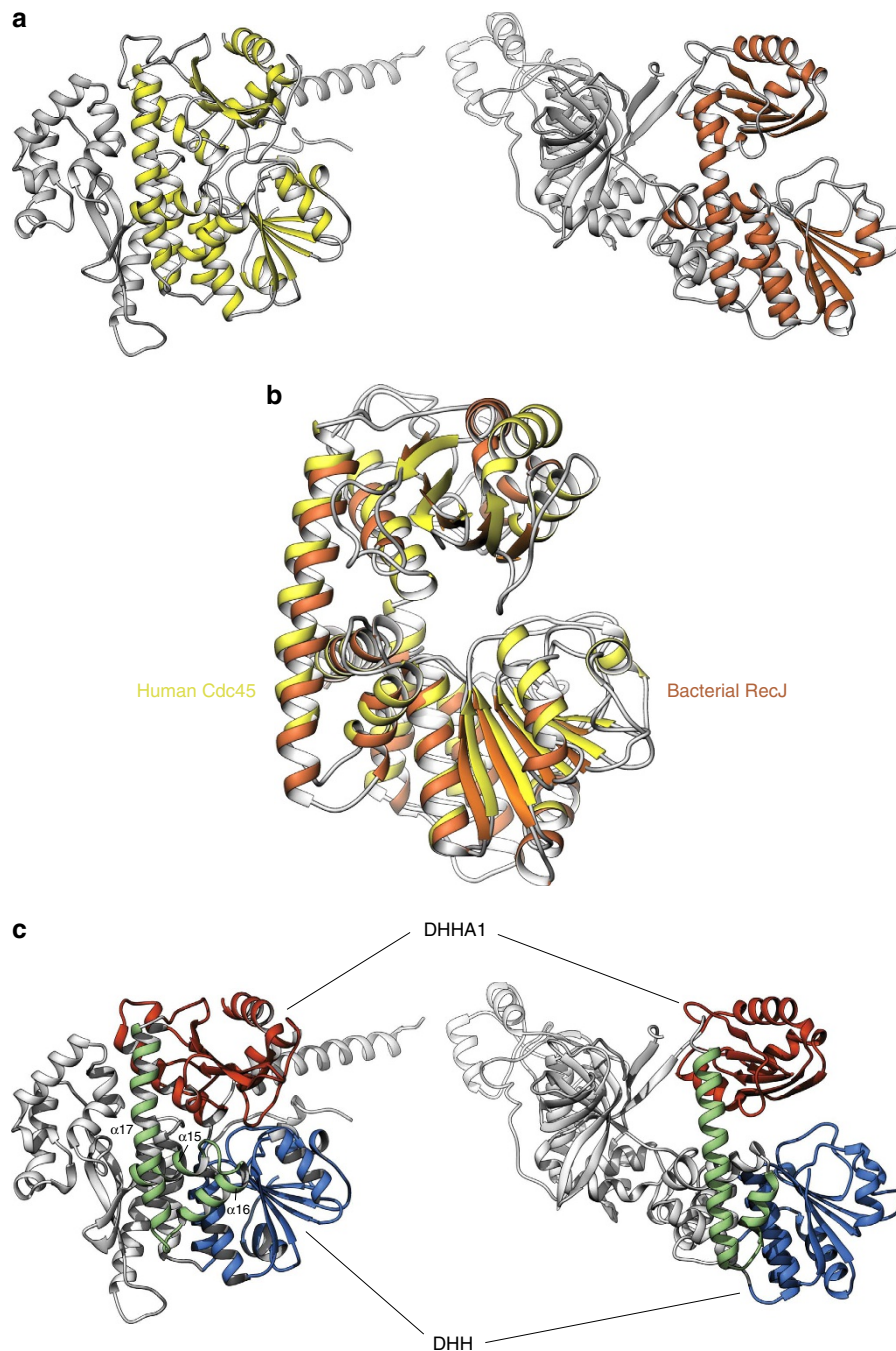 a
b
Human Cdc45
Bacterial RecJ
c
DHHA1
α17
α15
α16
DHH